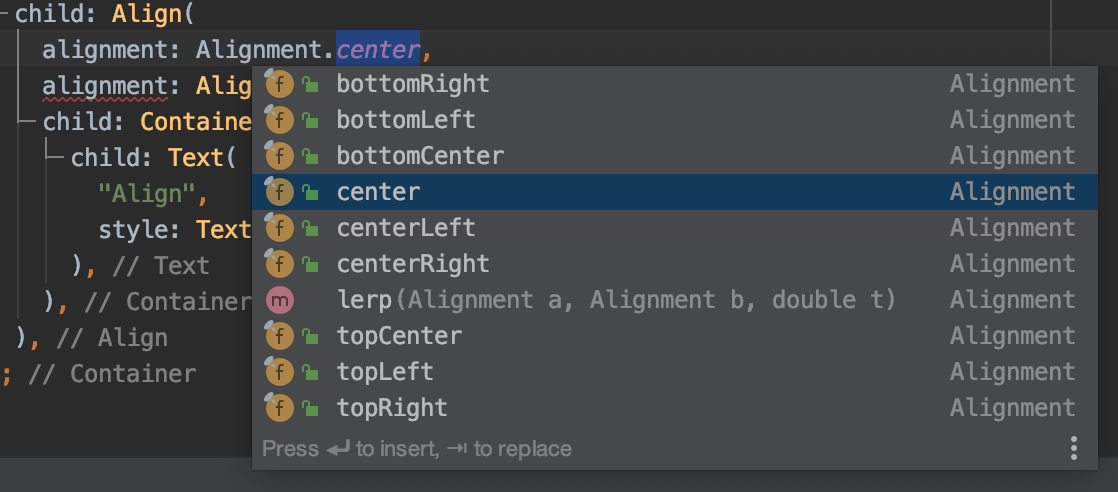 child: Align(
alignment: Alignment.center,
alignment: Alig
child: Containe
child: Text(
"Align",
style: Text
), // Text
), // Container
), // Align
; // Container
f bottomRight Alignment
f bottomLeft Alignment
f bottomCenter Alignment
f center Alignment
f centerLeft Alignment
f centerRight Alignment
m lerp(Alignment a, Alignment b, double t) Alignment
f topCenter Alignment
f topLeft Alignment
f topRight Alignment
Press ↵ to insert, ⇥ to replace